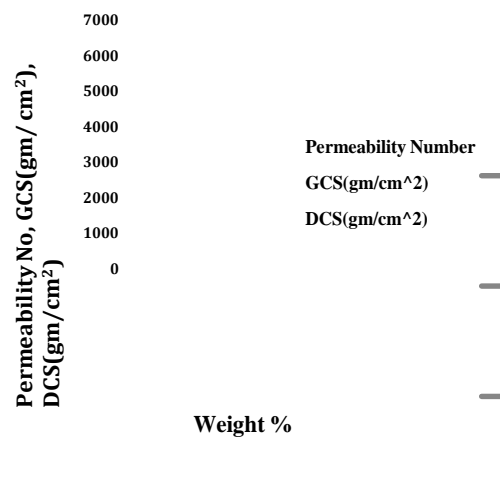 7000
6000
5000
4000
3000
2000
1000
0
Permeability No, GCS(gm/ cm²),
DCS(gm/cm²)
Permeability Number
GCS(gm/cm^2)
DCS(gm/cm^2)
Weight %